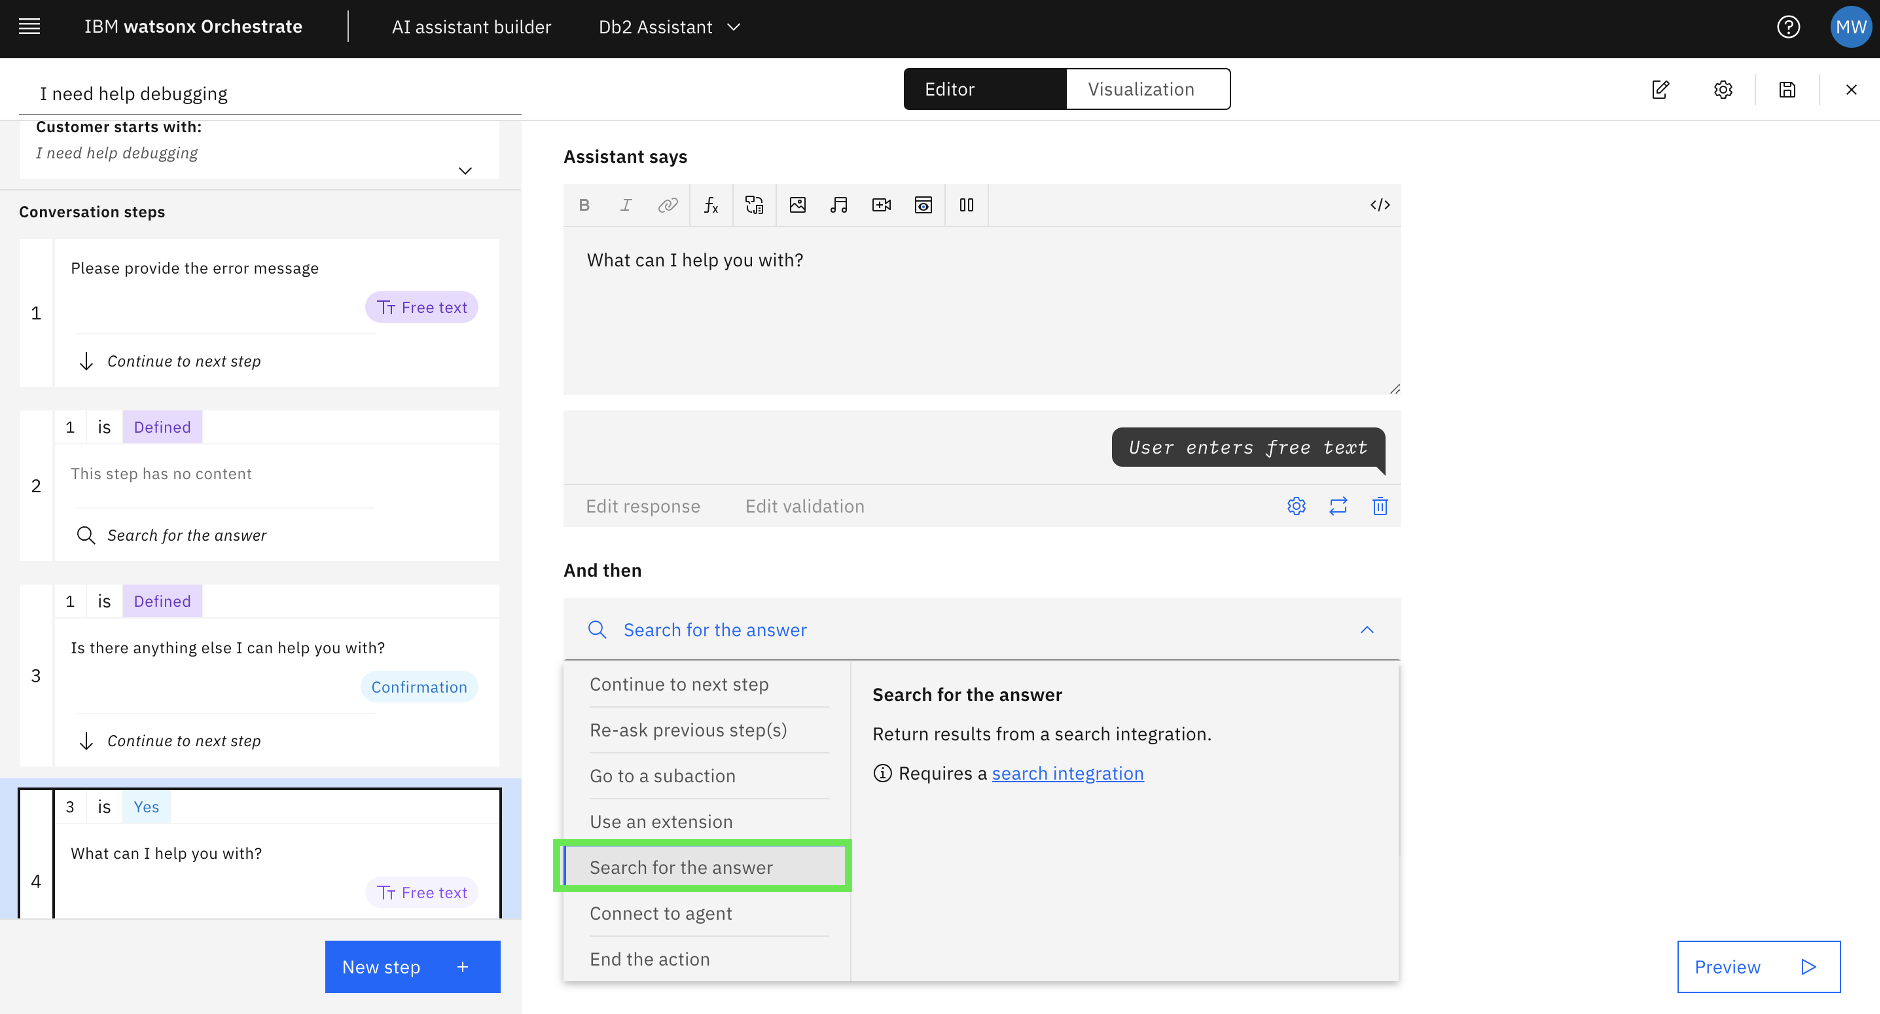 IBM watsonx Orchestrate
AI assistant builder
Db2 Assistant
MW
I need help debugging
Editor
Visualization
Customer starts with:
I need help debugging
Conversation steps
1
Please provide the error message
Free text
Continue to next step
2
1 is Defined
This step has no content
Search for the answer
3
1 is Defined
Is there anything else I can help you with?
Confirmation
Continue to next step
4
3 is Yes
What can I help you with?
Free text
New step +
Assistant says
B I fx </>
What can I help you with?
User enters free text
Edit response
Edit validation
And then
Search for the answer
Continue to next step
Re-ask previous step(s)
Go to a subaction
Use an extension
Search for the answer
Connect to agent
End the action
Search for the answer
Return results from a search integration.
Requires a search integration
Preview